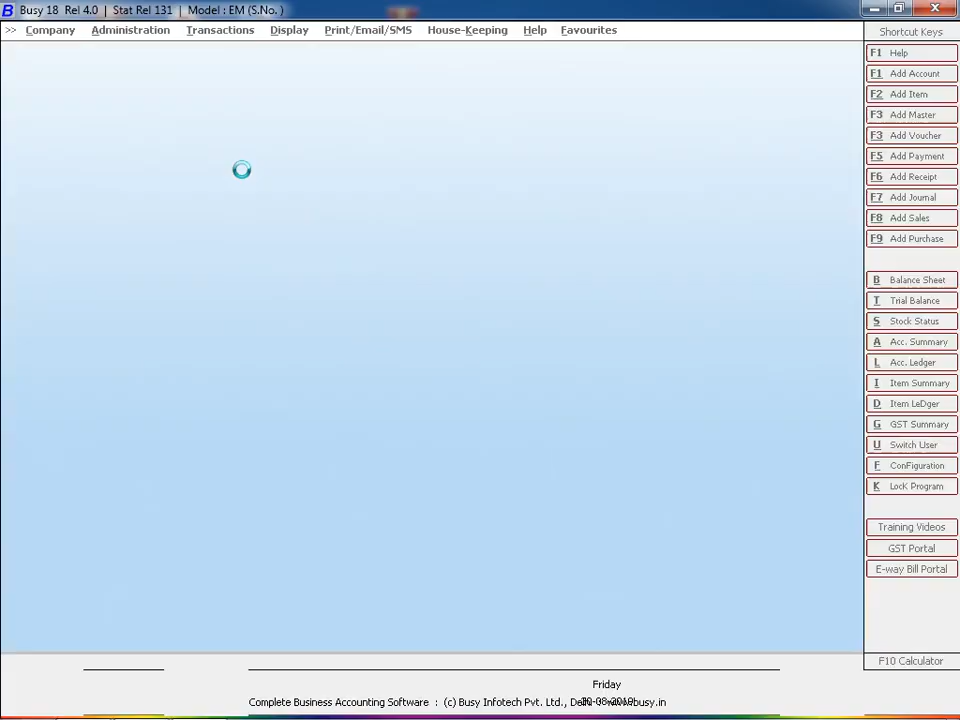 B Busy 18 Rel 4.0 | Stat Rel 131 | Model : EM (S.No. )
>> Company Administration Transactions Display Print/Email/SMS House-Keeping Help Favourites
Shortcut Keys
F1 Help
F1 Add Account
F2 Add Item
F3 Add Master
F3 Add Voucher
F5 Add Payment
F6 Add Receipt
F7 Add Journal
F8 Add Sales
F9 Add Purchase
B Balance Sheet
T Trial Balance
S Stock Status
A Acc. Summary
L Acc. Ledger
I Item Summary
D Item LeDger
G GST Summary
U Switch User
F ConFiguration
K LocK Program
Training Videos
GST Portal
E-way Bill Portal
F10 Calculator
Friday
Complete Business Accounting Software : (c) Busy Infotech Pvt. Ltd.,